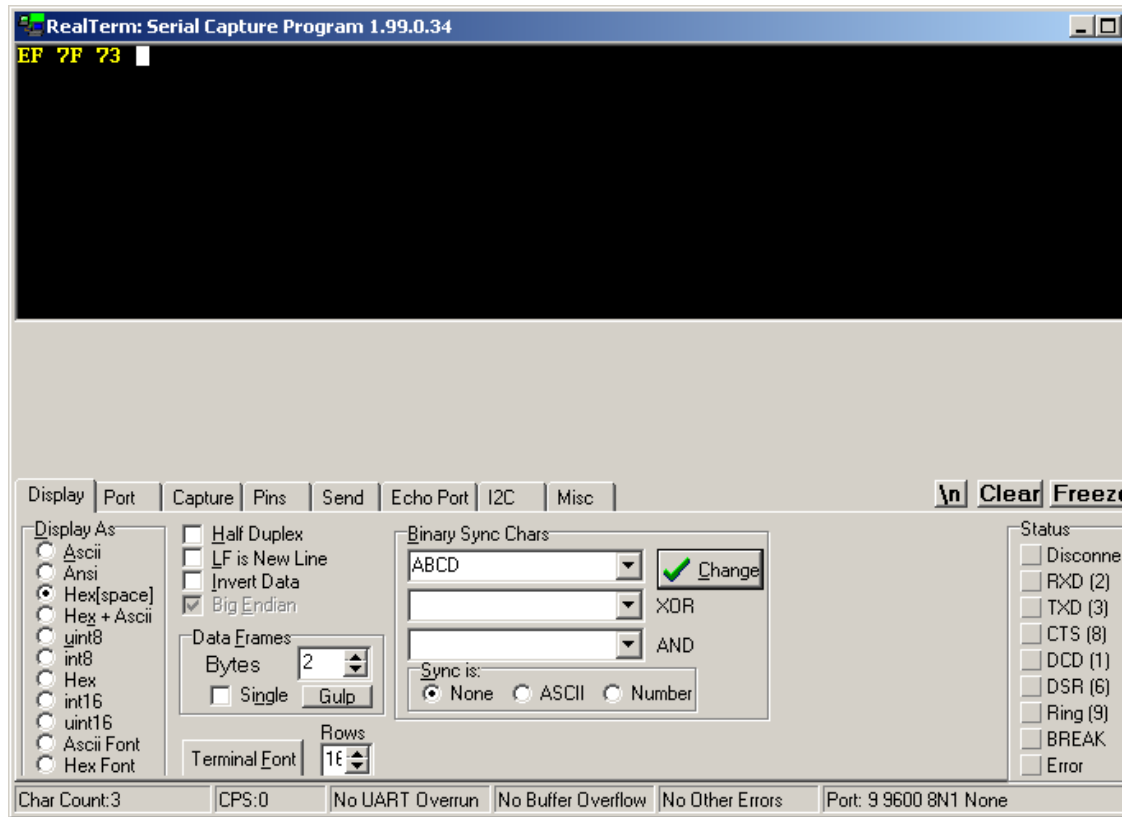 RealTerm: Serial Capture Program 1.99.0.34
EF 7F 73
Display Port Capture Pins Send Echo Port I2C Misc \n Clear Freeze
Display As
Ascii
Ansi
Hex[space]
Hex + Ascii
uint8
int8
Hex
int16
uint16
Ascii Font
Hex Font
Half Duplex
LF is New Line
Invert Data
Big Endian
Data Frames
Bytes 2
Single Gulp
Rows
Terminal Font 16
Binary Sync Chars
ABCD Change
XOR
AND
Sync is:
None ASCII Number
Status
Disconne
RXD (2)
TXD (3)
CTS (8)
DCD (1)
DSR (6)
Ring (9)
BREAK
Error
Char Count:3 CPS:0 No UART Overrun No Buffer Overflow No Other Errors Port: 9 9600 8N1 None